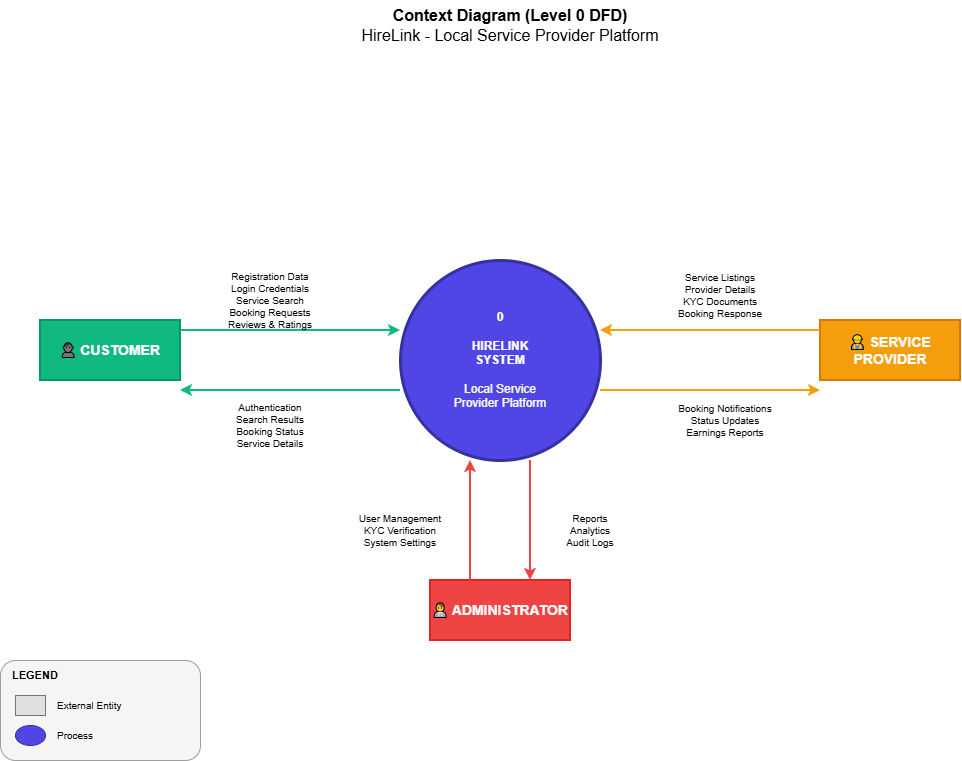 Context Diagram (Level 0 DFD)
HireLink - Local Service Provider Platform
Registration Data
Login Credentials
Service Search
Booking Requests
Reviews & Ratings
CUSTOMER
Authentication
Search Results
Booking Status
Service Details
0
HIRELINK
SYSTEM
Local Service
Provider Platform
Service Listings
Provider Details
KYC Documents
Booking Response
SERVICE
PROVIDER
Booking Notifications
Status Updates
Earnings Reports
User Management
KYC Verification
System Settings
Reports
Analytics
Audit Logs
ADMINISTRATOR
LEGEND
External Entity
Process